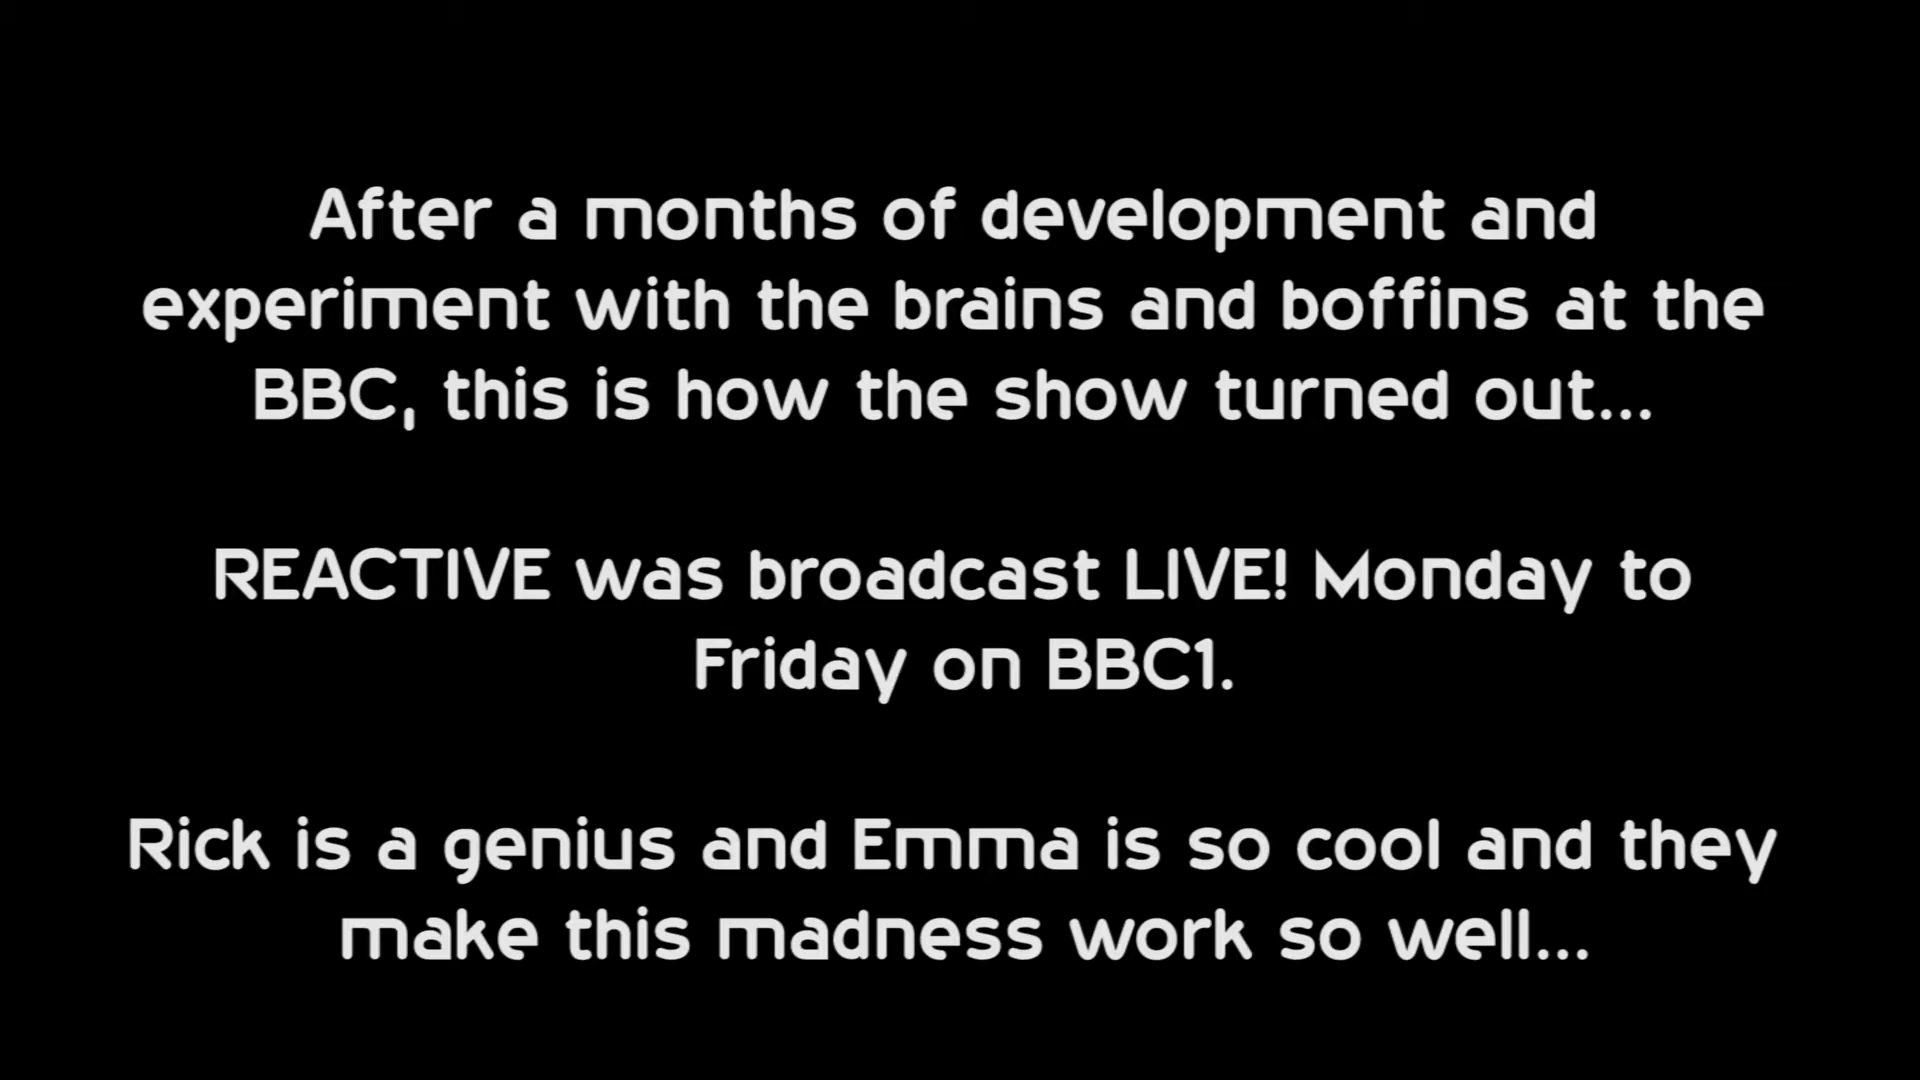 After a months of development and
experiment with the brains and boffins at the
BBC, this is how the show turned out...
REACTIVE was broadcast LIVE! Monday to
Friday on BBC1.
Rick is a genius and Emma is so cool and they
make this madness work so well...